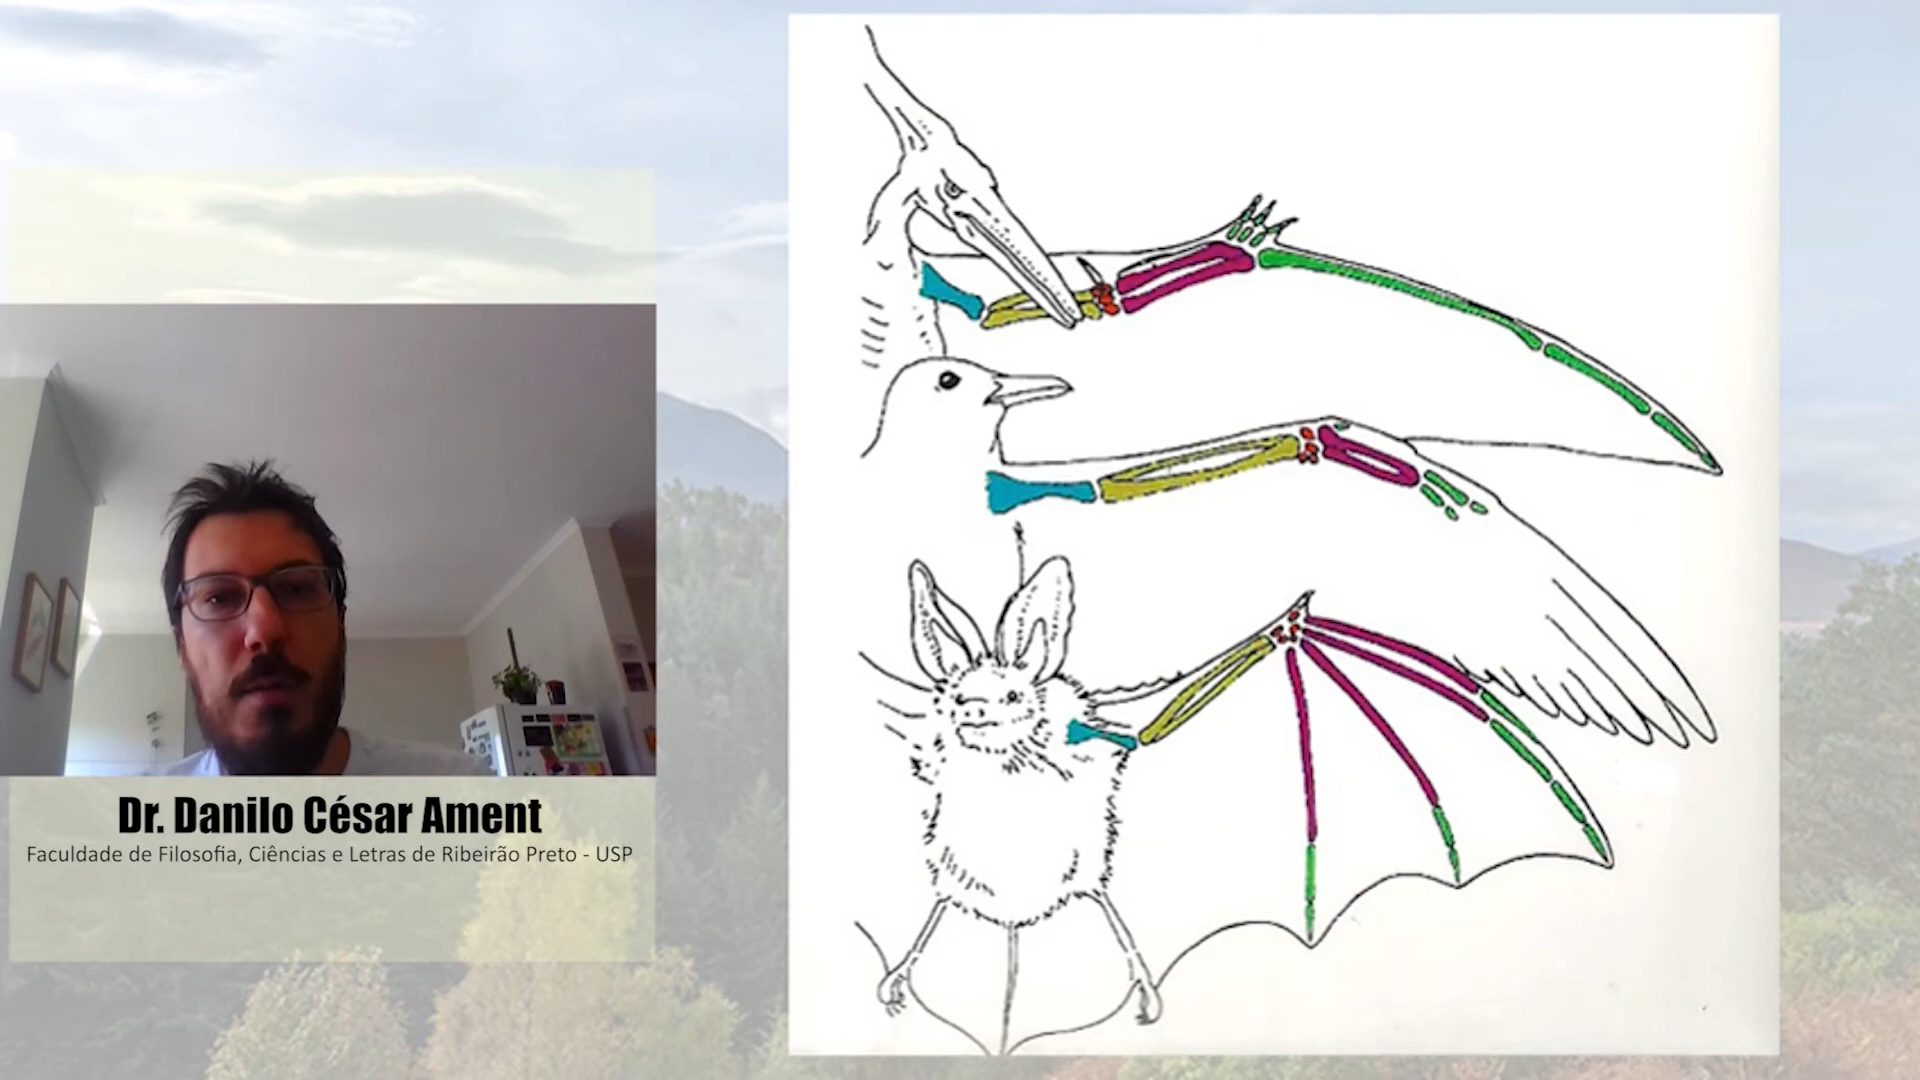 Dr. Danilo César Ament
Faculdade de Filosofia, Ciências e Letras de Ribeirão Preto - USP